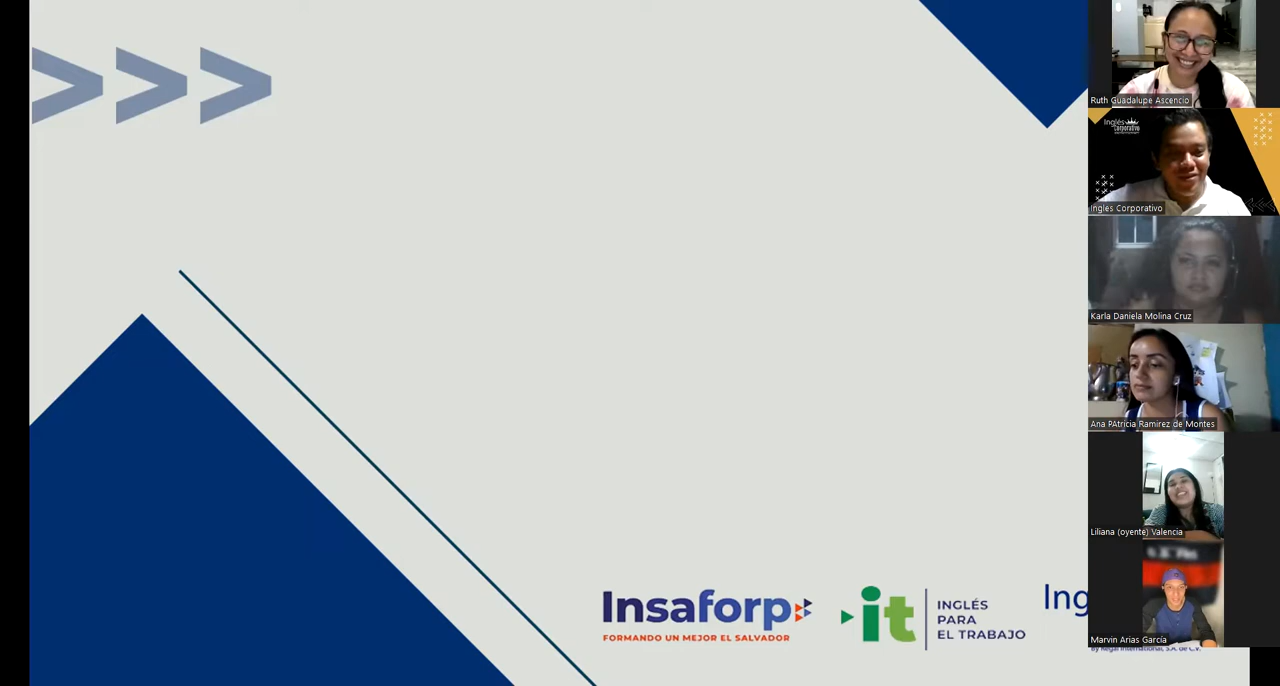 Insaforp
FORMANDO UN MEJOR EL SALVADOR
it
INGLÉS
PARA
EL TRABAJO
Ing
By Regal International, S.A. de C.V.
Ruth Guadalupe Ascencio
Inglés
Corporativo
Ingles Corporativo
Karla Daniela Molina Cruz
Ana PAtricia Ramirez de Montes
Liliana (oyente) Valencia
Marvin Arias García